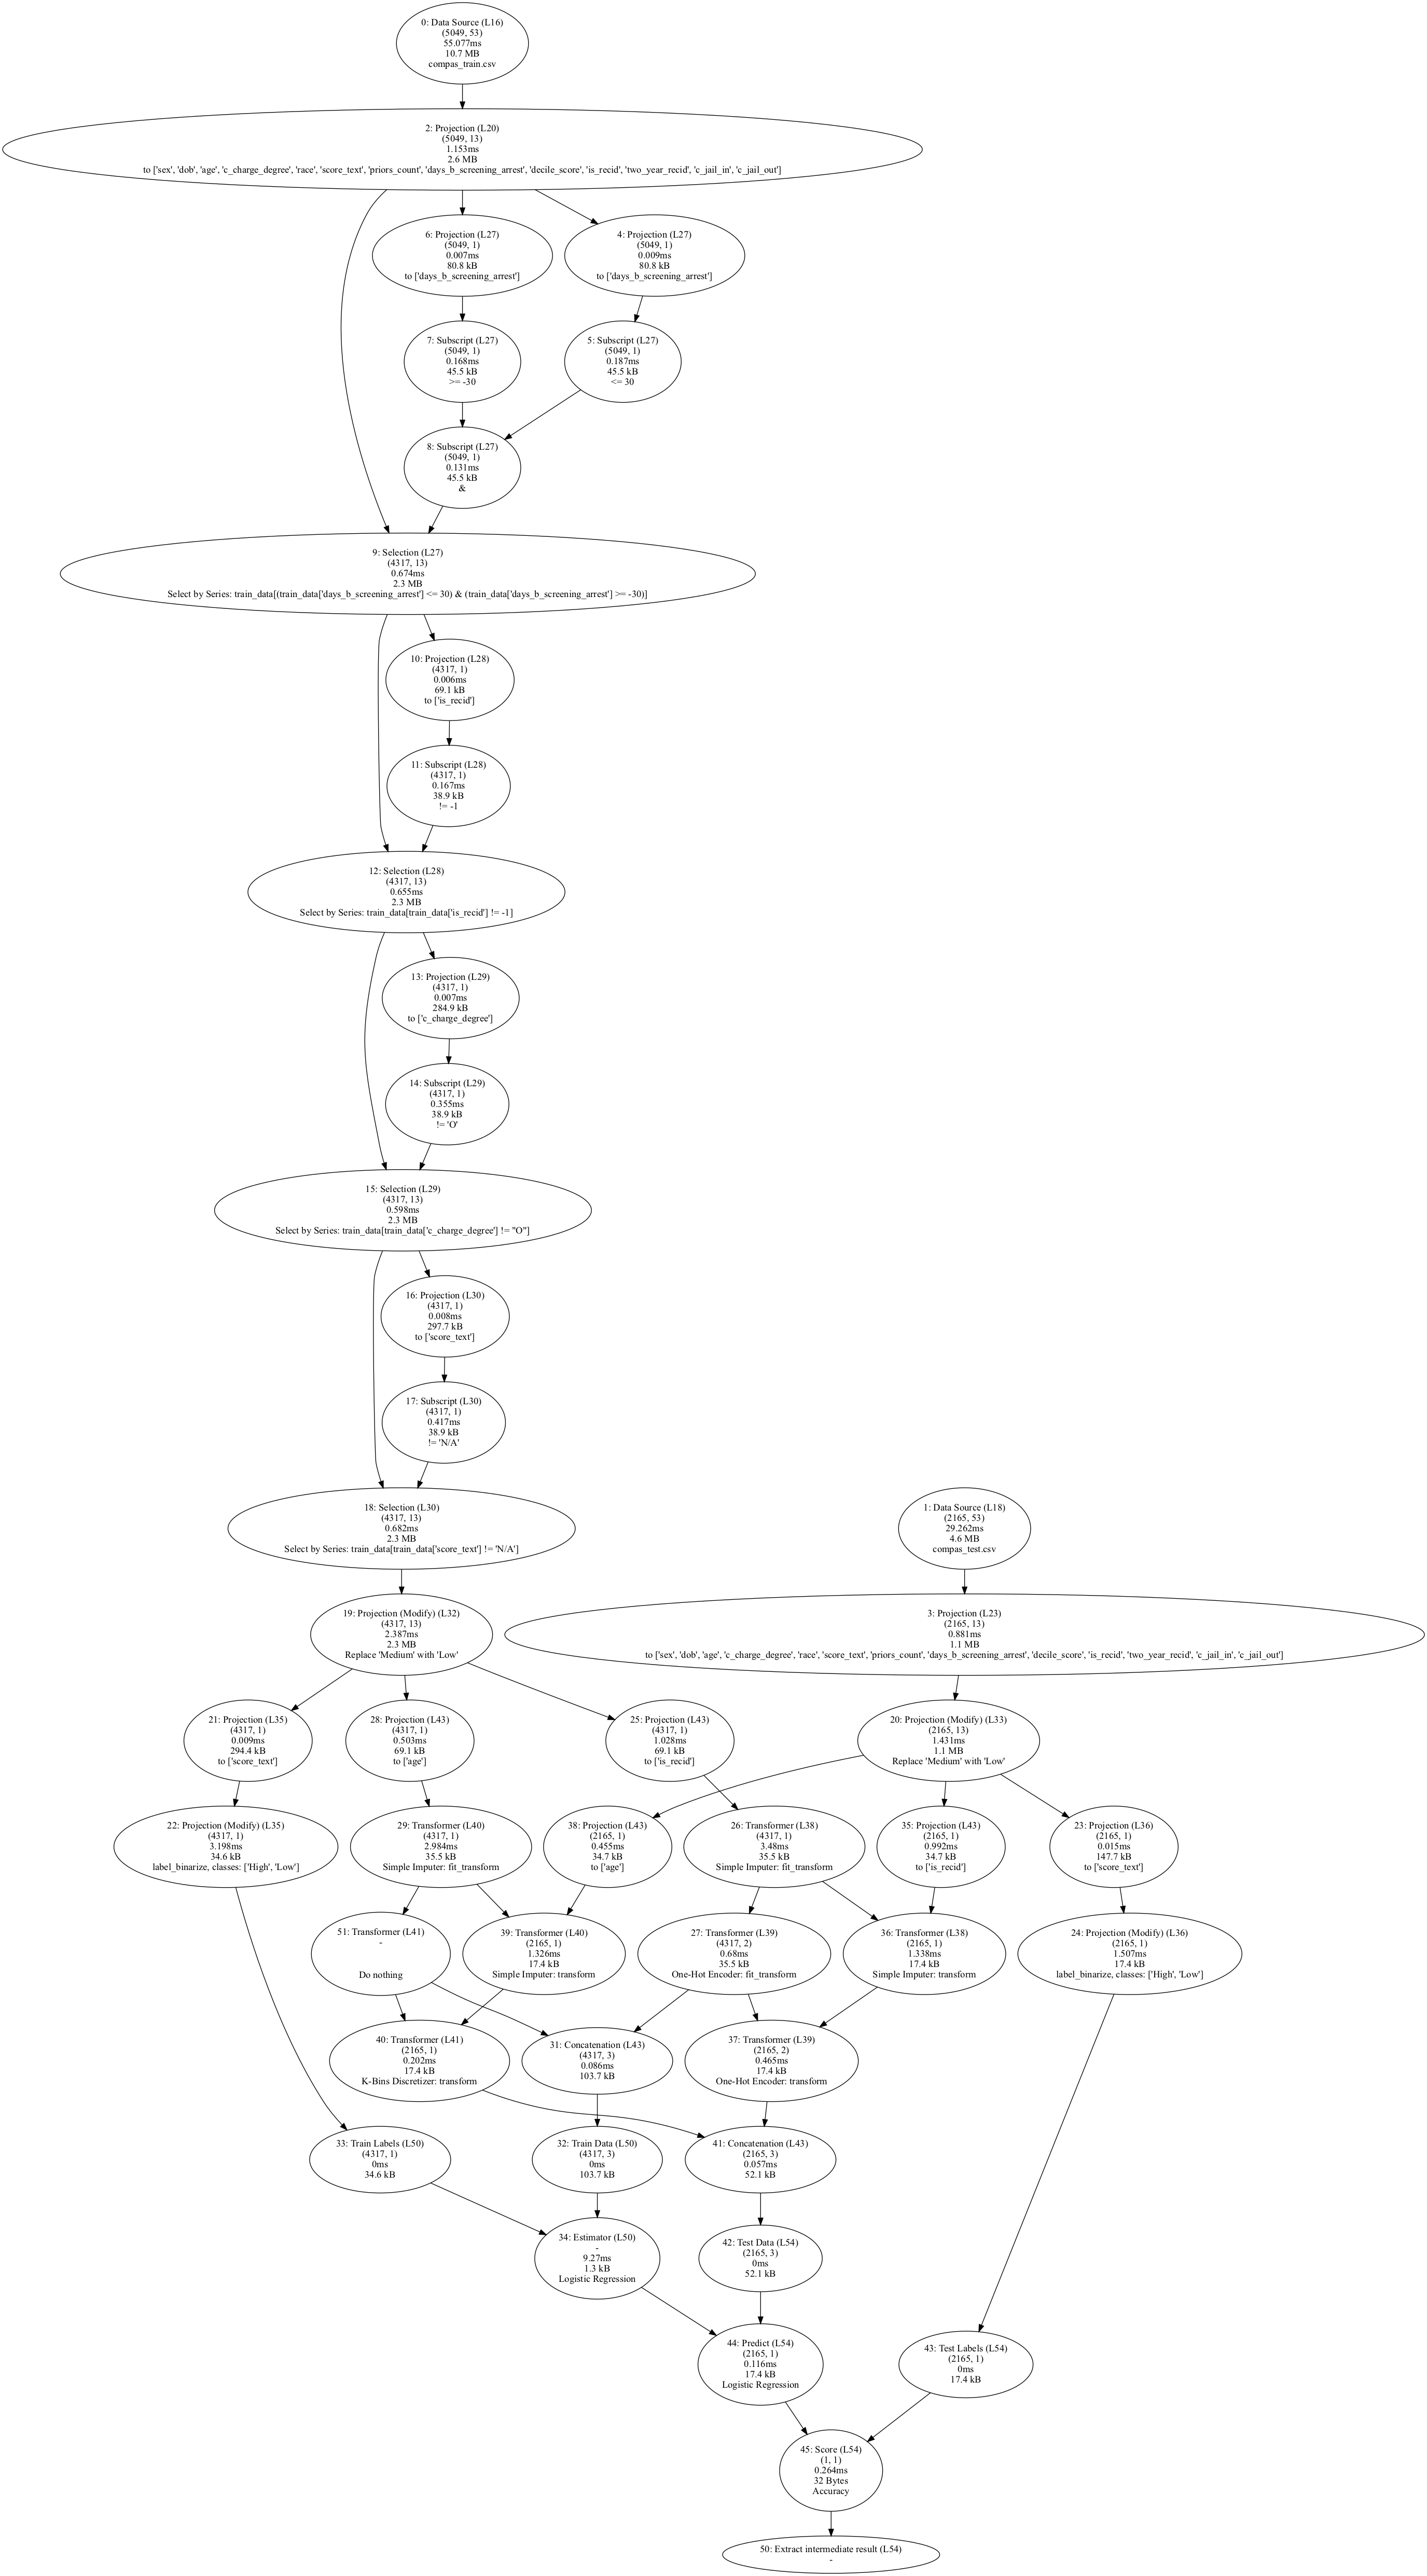 0: Data Source (L16)
(5049, 53)
55.077ms
10.7 MB
compas_train.csv
2: Projection (L20)
(5049, 13)
1.153ms
2.6 MB
to ['sex', 'dob', 'age', 'c_charge_degree', 'race', 'score_text', 'priors_count', 'days_b_screening_arrest', 'decile_score', 'is_recid', 'two_year_recid', 'c_jail_in', 'c_jail_out']
6: Projection (L27)
(5049, 1)
0.007ms
80.8 kB
to ['days_b_screening_arrest']
4: Projection (L27)
(5049, 1)
0.009ms
80.8 kB
to ['days_b_screening_arrest']
7: Subscript (L27)
(5049, 1)
0.168ms
45.5 kB
>= -30
5: Subscript (L27)
(5049, 1)
0.187ms
45.5 kB
<= 30
8: Subscript (L27)
(5049, 1)
0.131ms
45.5 kB
&
9: Selection (L27)
(4317, 13)
0.674ms
2.3 MB
Select by Series: train_data[(train_data['days_b_screening_arrest'] <= 30) & (train_data['days_b_screening_arrest'] >= -30)]
10: Projection (L28)
(4317, 1)
0.006ms
69.1 kB
to ['is_recid']
11: Subscript (L28)
(4317, 1)
0.167ms
38.9 kB
!= -1
12: Selection (L28)
(4317, 13)
0.655ms
2.3 MB
Select by Series: train_data[train_data['is_recid'] != -1]
13: Projection (L29)
(4317, 1)
0.007ms
284.9 kB
to ['c_charge_degree']
14: Subscript (L29)
(4317, 1)
0.355ms
38.9 kB
!= 'O'
15: Selection (L29)
(4317, 13)
0.598ms
2.3 MB
Select by Series: train_data[train_data['c_charge_degree'] != "O"]
16: Projection (L30)
(4317, 1)
0.008ms
297.7 kB
to ['score_text']
17: Subscript (L30)
(4317, 1)
0.417ms
38.9 kB
!= 'N/A'
18: Selection (L30)
(4317, 13)
0.682ms
2.3 MB
Select by Series: train_data[train_data['score_text'] != 'N/A']
1: Data Source (L18)
(2165, 53)
29.262ms
4.6 MB
compas_test.csv
19: Projection (Modify) (L32)
(4317, 13)
2.387ms
2.3 MB
Replace 'Medium' with 'Low'
3: Projection (L23)
(2165, 13)
0.881ms
1.1 MB
to ['sex', 'dob', 'age', 'c_charge_degree', 'race', 'score_text', 'priors_count', 'days_b_screening_arrest', 'decile_score', 'is_recid', 'two_year_recid', 'c_jail_in', 'c_jail_out']
21: Projection (L35)
(4317, 1)
0.009ms
294.4 kB
to ['score_text']
28: Projection (L43)
(4317, 1)
0.503ms
69.1 kB
to ['age']
25: Projection (L43)
(4317, 1)
1.028ms
69.1 kB
to ['is_recid']
20: Projection (Modify) (L33)
(2165, 13)
1.431ms
1.1 MB
Replace 'Medium' with 'Low'
22: Projection (Modify) (L35)
(4317, 1)
3.198ms
34.6 kB
label_binarize, classes: ['High', 'Low']
29: Transformer (L40)
(4317, 1)
2.984ms
35.5 kB
Simple Imputer: fit_transform
38: Projection (L43)
(2165, 1)
0.455ms
34.7 kB
to ['age']
26: Transformer (L38)
(4317, 1)
3.48ms
35.5 kB
Simple Imputer: fit_transform
35: Projection (L43)
(2165, 1)
0.992ms
34.7 kB
to ['is_recid']
23: Projection (L36)
(2165, 1)
0.015ms
147.7 kB
to ['score_text']
51: Transformer (L41)
-
Do nothing
39: Transformer (L40)
(2165, 1)
1.326ms
17.4 kB
Simple Imputer: transform
27: Transformer (L39)
(4317, 2)
0.68ms
35.5 kB
One-Hot Encoder: fit_transform
36: Transformer (L38)
(2165, 1)
1.338ms
17.4 kB
Simple Imputer: transform
24: Projection (Modify) (L36)
(2165, 1)
1.507ms
17.4 kB
label_binarize, classes: ['High', 'Low']
40: Transformer (L41)
(2165, 1)
0.202ms
17.4 kB
K-Bins Discretizer: transform
31: Concatenation (L43)
(4317, 3)
0.086ms
103.7 kB
37: Transformer (L39)
(2165, 2)
0.465ms
17.4 kB
One-Hot Encoder: transform
33: Train Labels (L50)
(4317, 1)
0ms
34.6 kB
32: Train Data (L50)
(4317, 3)
0ms
103.7 kB
41: Concatenation (L43)
(2165, 3)
0.057ms
52.1 kB
34: Estimator (L50)
-
9.27ms
1.3 kB
Logistic Regression
42: Test Data (L54)
(2165, 3)
0ms
52.1 kB
44: Predict (L54)
(2165, 1)
0.116ms
17.4 kB
Logistic Regression
43: Test Labels (L54)
(2165, 1)
0ms
17.4 kB
45: Score (L54)
(1, 1)
0.264ms
32 Bytes
Accuracy
50: Extract intermediate result (L54)
-